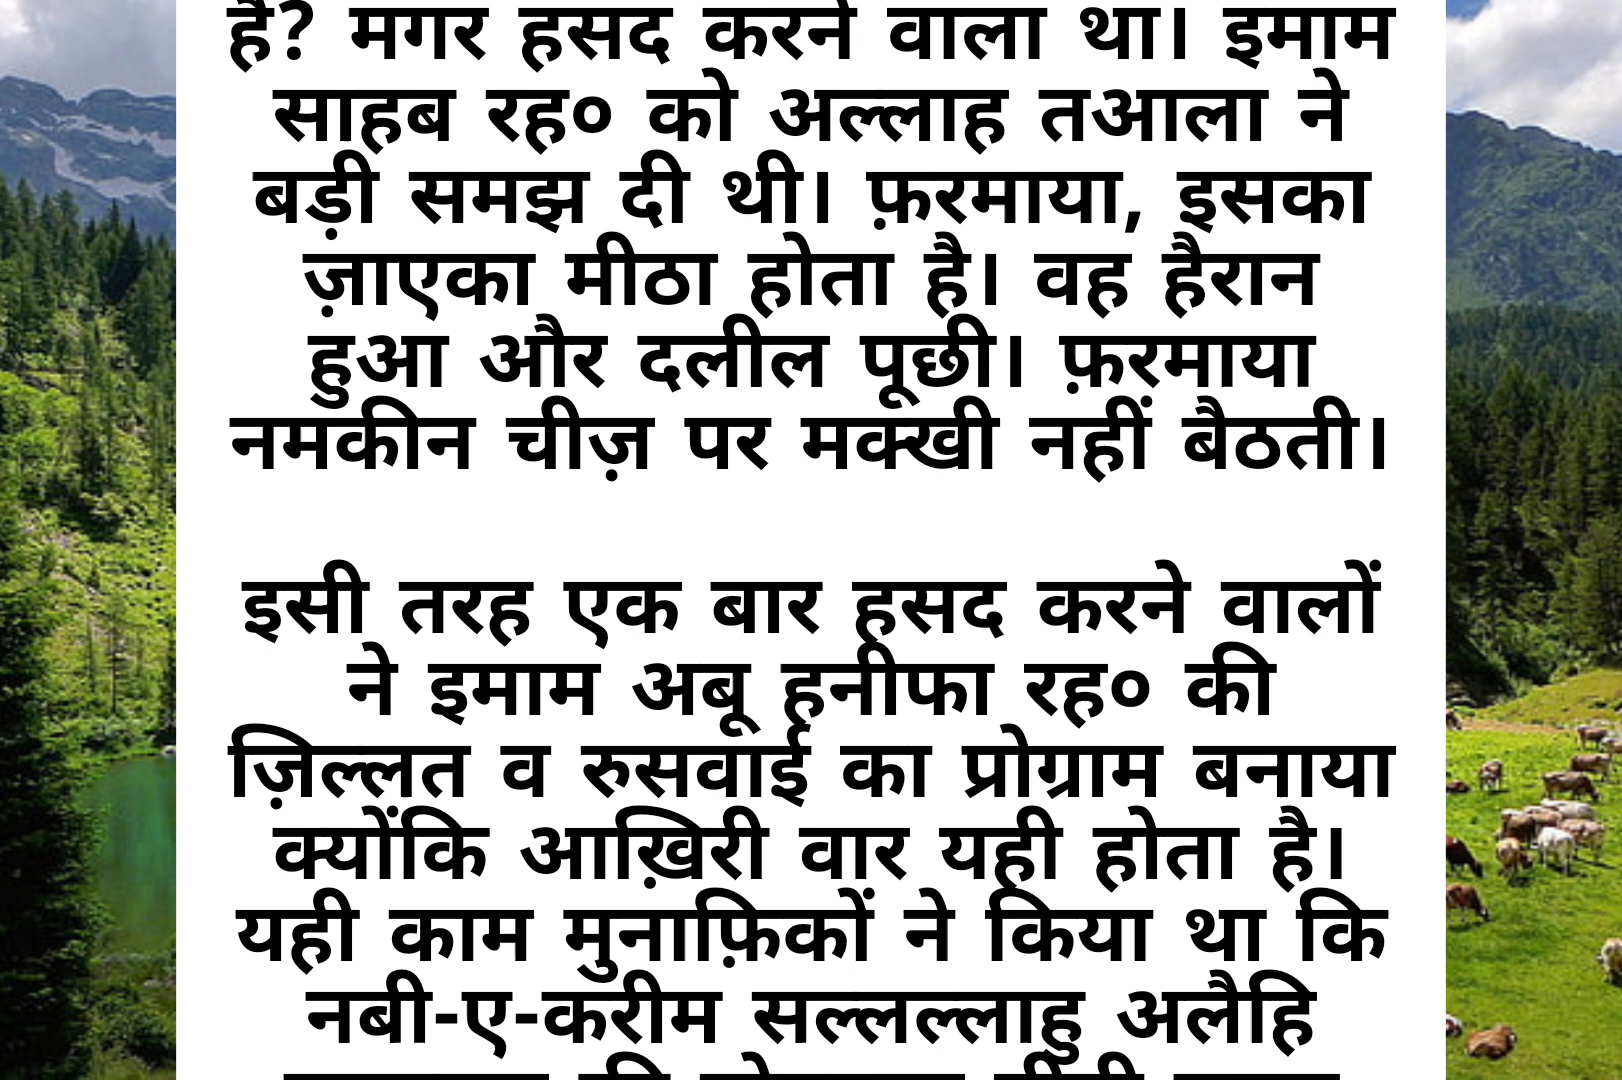 है? मगर हसद करने वाला था। इमाम
साहब रह० को अल्लाह तआला ने
बड़ी समझ दी थी। फ़रमाया, इसका
ज़ाएका मीठा होता है। वह हैरान
हुआ और दलील पूछी। फ़रमाया
नमकीन चीज़ पर मक्खी नहीं बैठती।
इसी तरह एक बार हसद करने वालों
ने इमाम अबू हनीफा रह० की
ज़िल्लत व रुसवाई का प्रोग्राम बनाया
क्योंकि आख़िरी वार यही होता है।
यही काम मुनाफ़िकों ने किया था कि
नबी-ए-करीम सल्लल्लाहु अलैहि